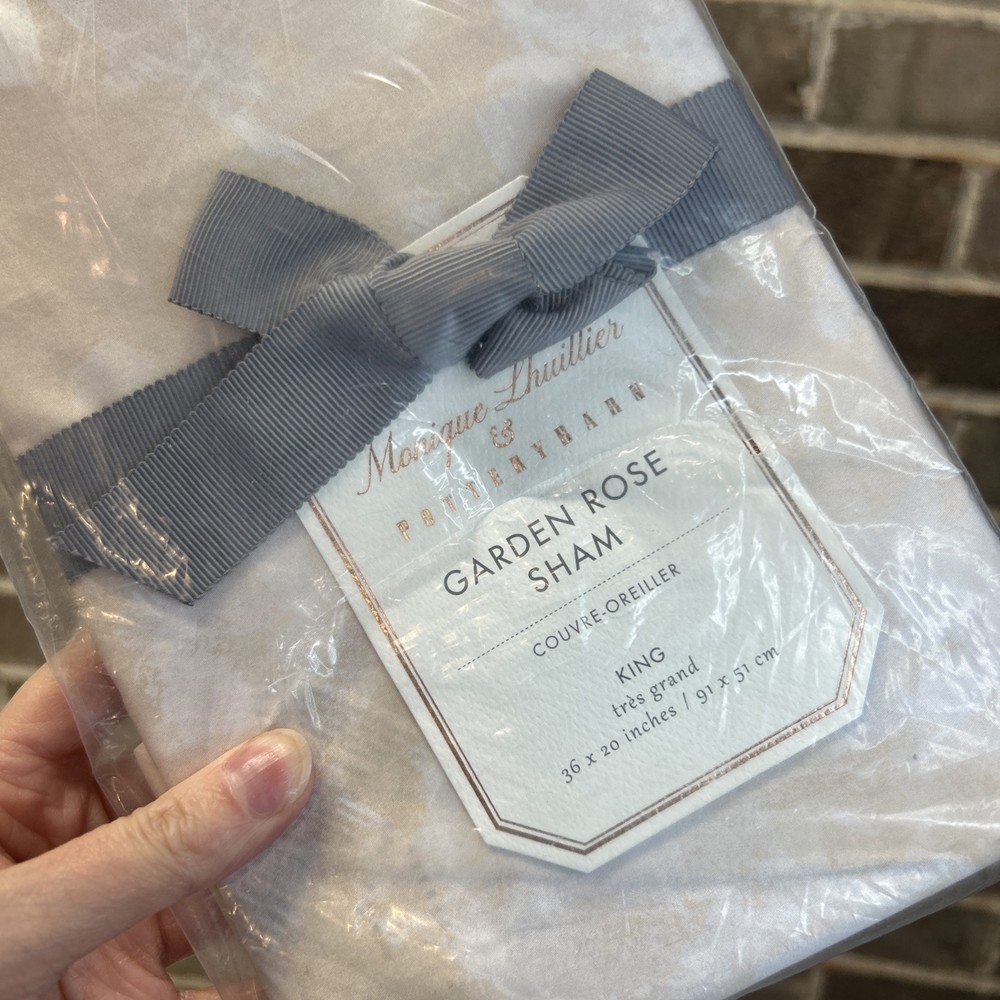 Monique Lhuillier
&
POTTERYBARN
GARDEN ROSE
SHAM
COUVRE-OREILLER
KING
très grand
36 x 20 inches / 91 x 51 cm